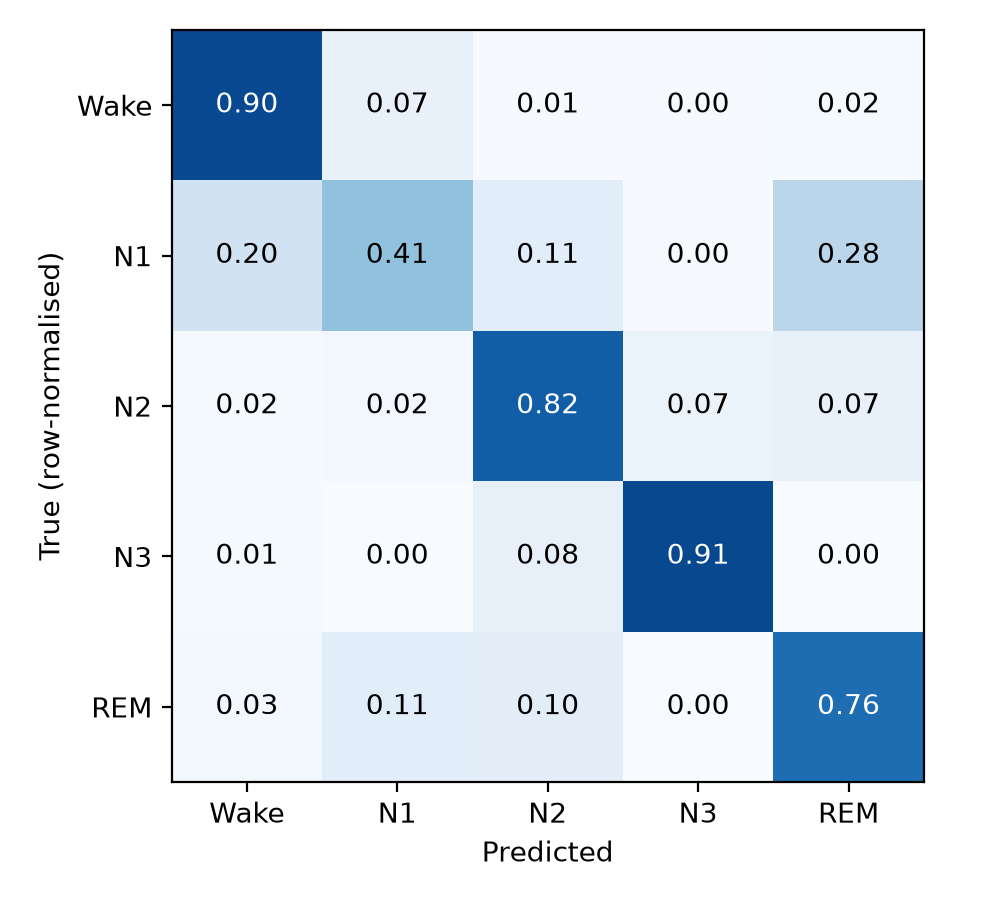 Wake 0.90 0.07 0.01 0.00 0.02
N1 0.20 0.41 0.11 0.00 0.28
N2 0.02 0.02 0.82 0.07 0.07
N3 0.01 0.00 0.08 0.91 0.00
REM 0.03 0.11 0.10 0.00 0.76
Wake N1 N2 N3 REM
Predicted
True (row-normalised)